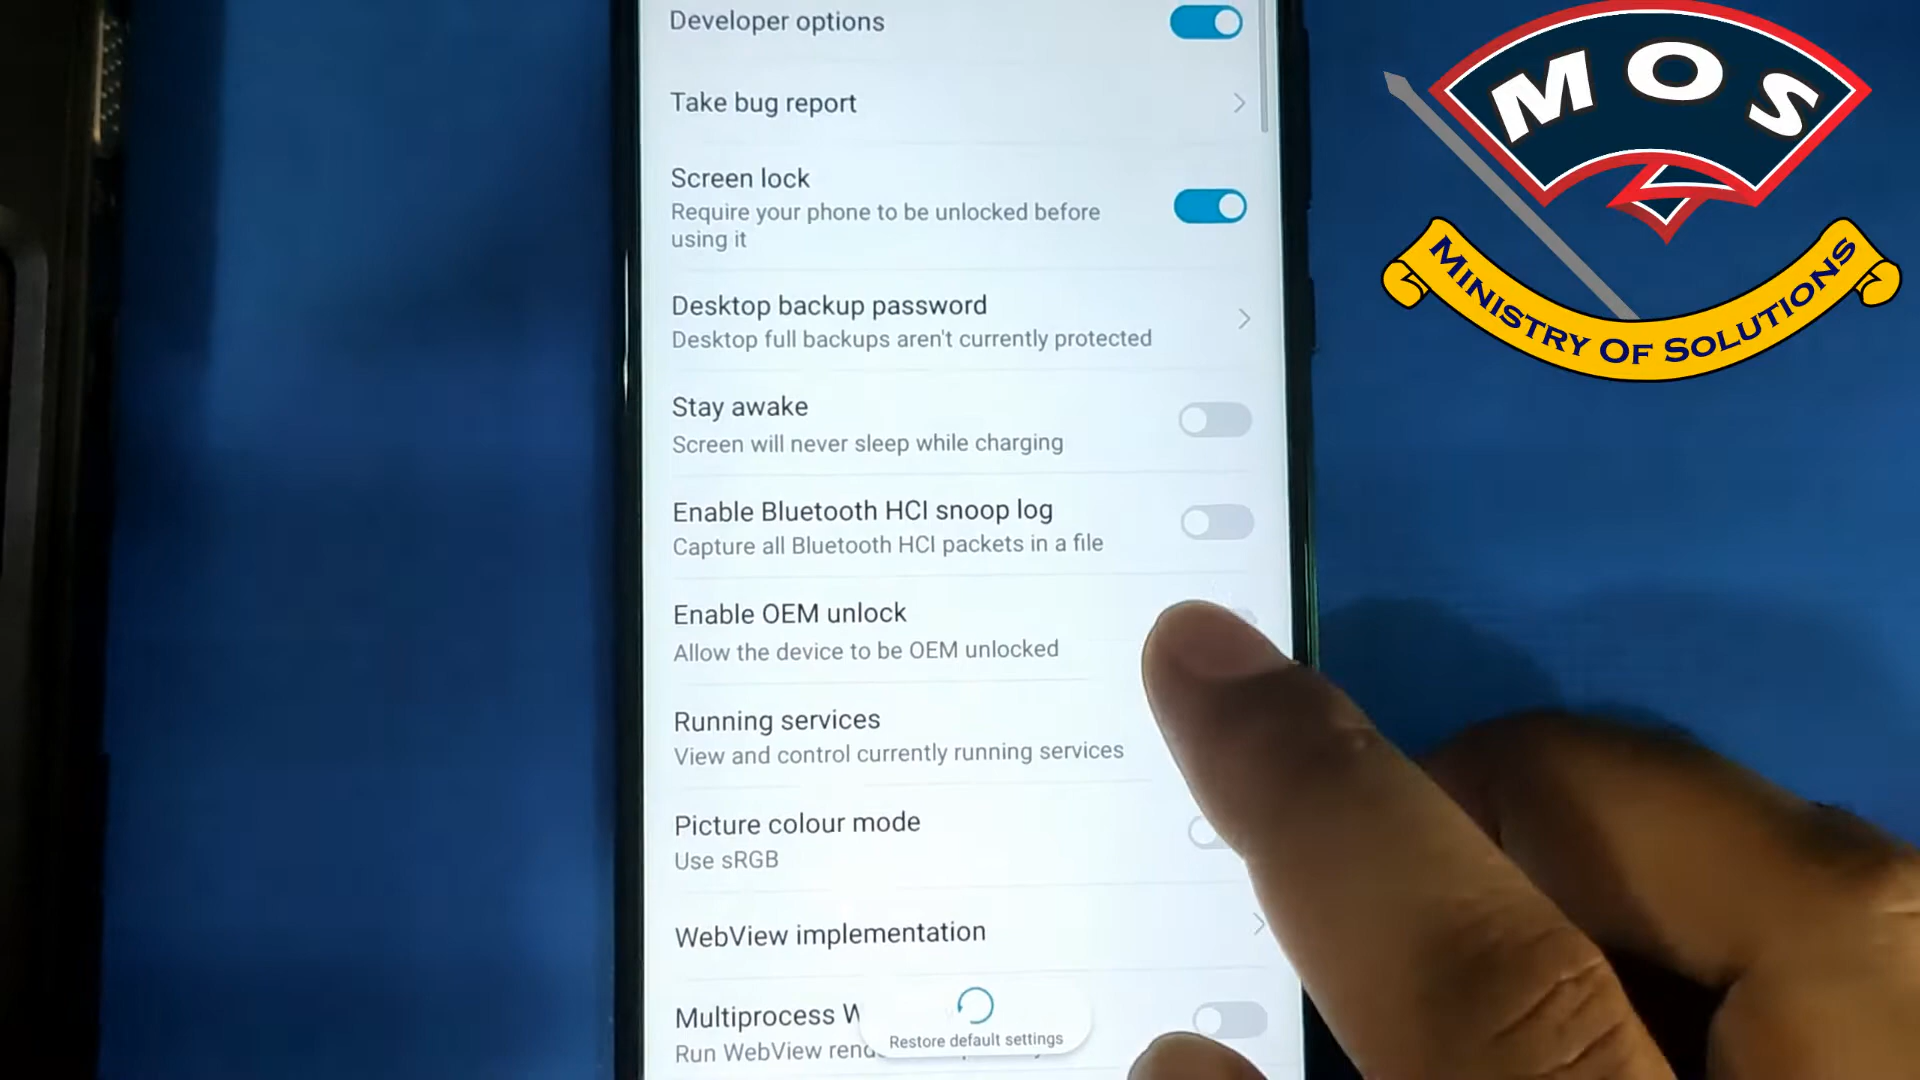 Developer options
Take bug report
Screen lock
Require your phone to be unlocked before
using it
Desktop backup password
Desktop full backups aren't currently protected
Stay awake
Screen will never sleep while charging
Enable Bluetooth HCI snoop log
Capture all Bluetooth HCI packets in a file
Enable OEM unlock
Allow the device to be OEM unlocked
Running services
View and control currently running services
Picture colour mode
Use sRGB
WebView implementation
Multiprocess
Run WebView
Restore default settings
MOS
MINISTRY OF SOLUTIONS